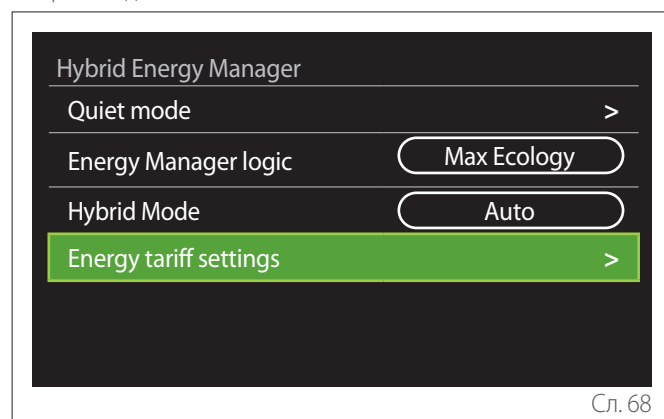 Hybrid Energy Manager
Quiet mode >
Energy Manager logic Max Ecology
Hybrid Mode Auto
Energy tariff settings >
Сл. 68